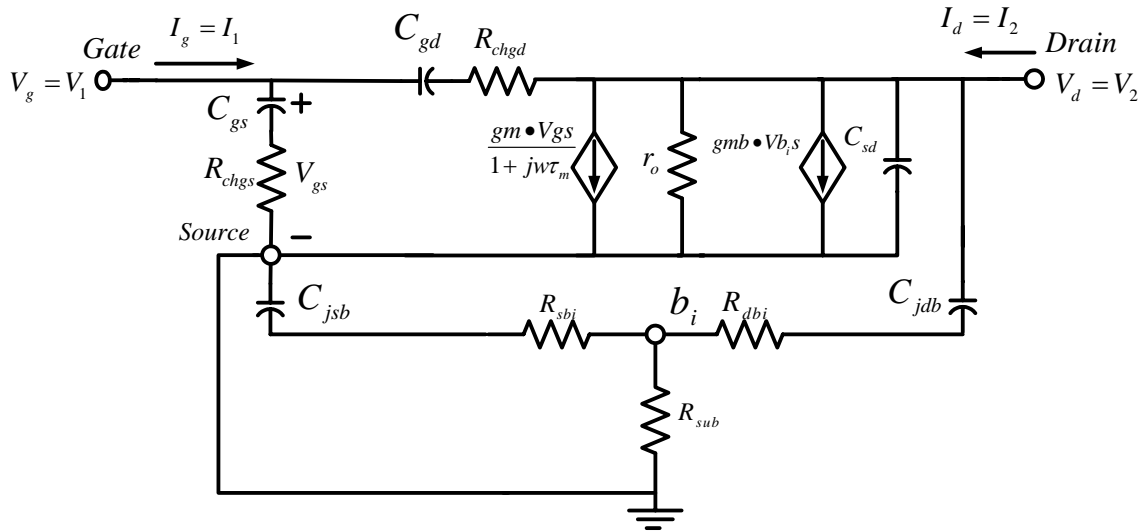 I_g = I_1
Gate
V_g = V_1
C_gd
R_chgd
I_d = I_2
Drain
V_d = V_2
C_gs
+
R_chgs
V_gs
gm•Vgs
1 + jwτ_m
r_o
gmb•Vb_i s
C_sd
Source
−
C_jsb
R_sbi
b_i
R_dbi
C_jdb
R_sub